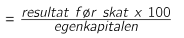 = resultat før skat x 100
egenkapitalen